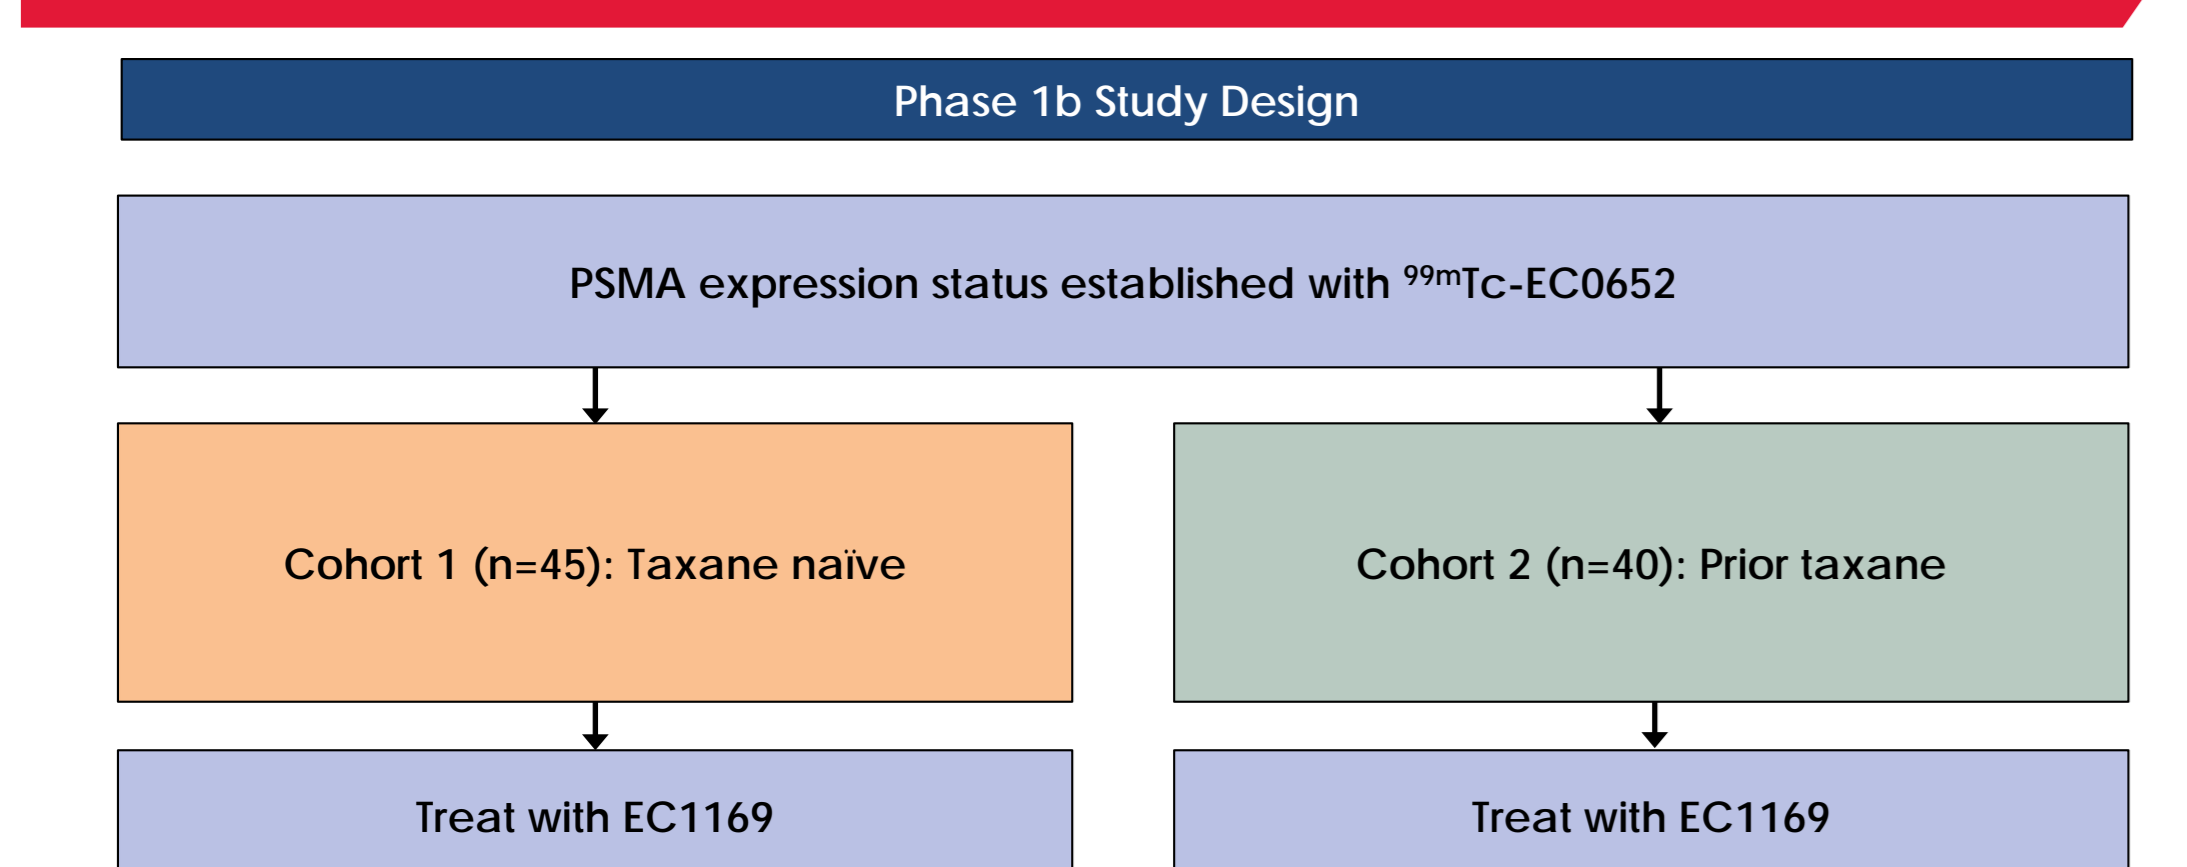 Phase 1b Study Design
PSMA expression status established with ⁹⁹ᵐTc-EC0652
Cohort 1 (n=45): Taxane naïve
Cohort 2 (n=40): Prior taxane
Treat with EC1169
Treat with EC1169